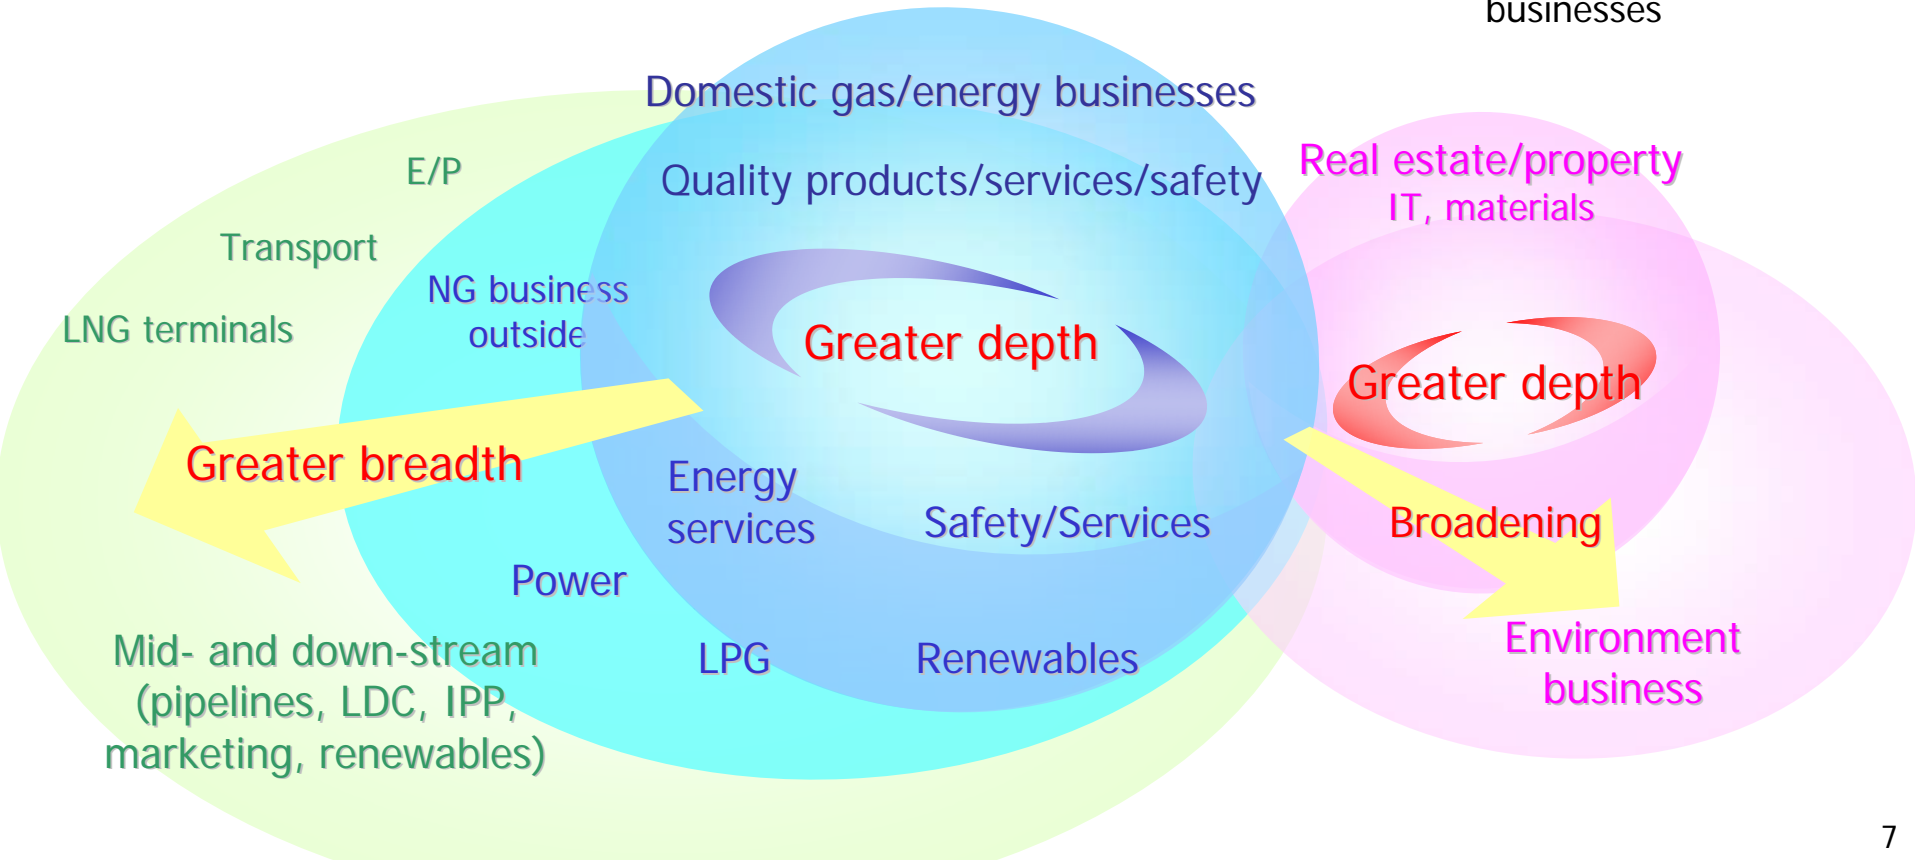 businesses
Domestic gas/energy businesses
Quality products/services/safety
E/P
Transport
LNG terminals
NG business
outside
Greater depth
Greater breadth
Energy
services
Safety/Services
Power
LPG
Renewables
Mid- and down-stream
(pipelines, LDC, IPP,
marketing, renewables)
Real estate/property
IT, materials
Greater depth
Broadening
Environment
business
7